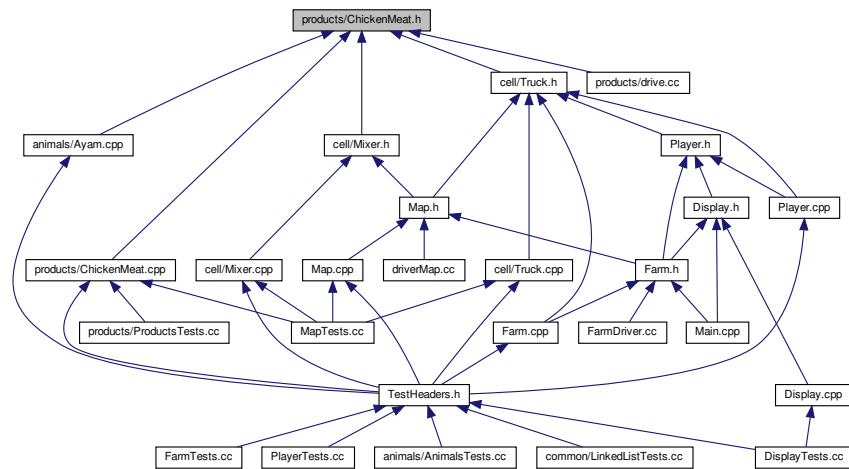 products/ChickenMeat.h
cell/Truck.h
products/drive.cc
animals/Ayam.cpp
cell/Mixer.h
Player.h
Map.h
Display.h
Player.cpp
products/ChickenMeat.cpp
cell/Mixer.cpp
Map.cpp
driverMap.cc
cell/Truck.cpp
Farm.h
products/ProductsTests.cc
MapTests.cc
Farm.cpp
FarmDriver.cc
Main.cpp
TestHeaders.h
Display.cpp
FarmTests.cc
PlayerTests.cc
animals/AnimalsTests.cc
common/LinkedListTests.cc
DisplayTests.cc